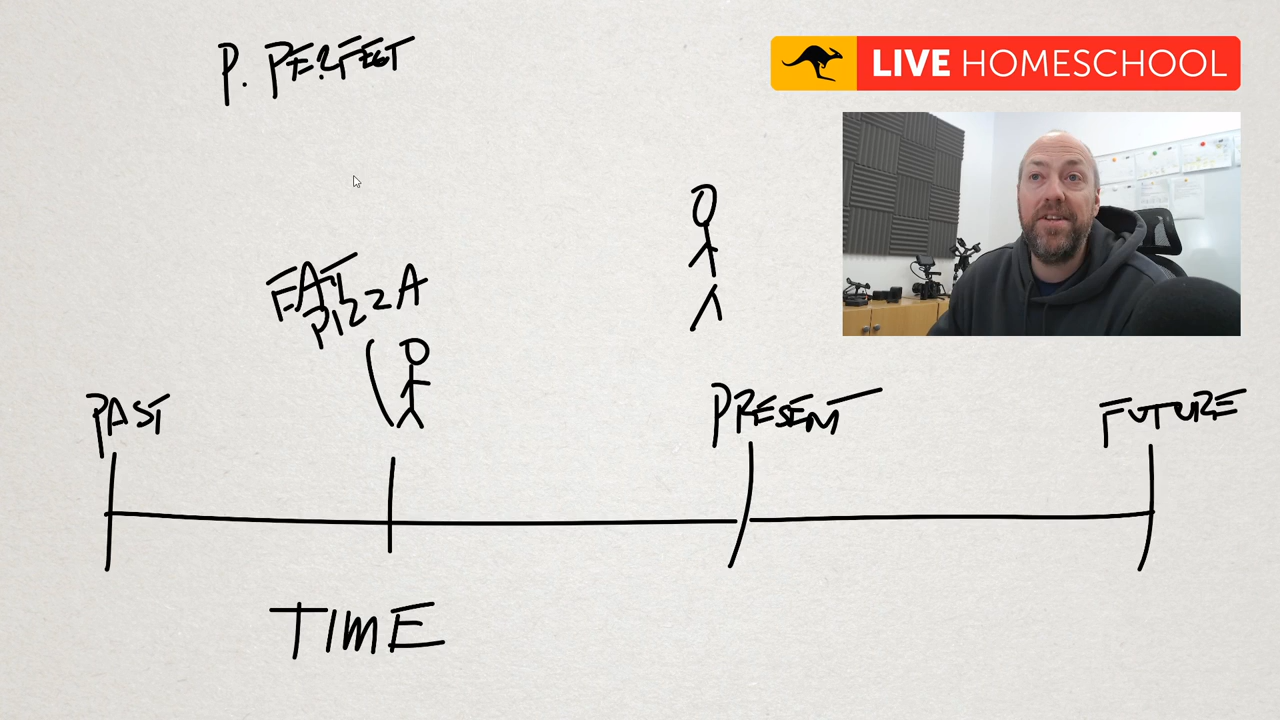 P. PERFECT
LIVE HOMESCHOOL
EAT
PIZZA
PAST
PRESENT
FUTURE
TIME